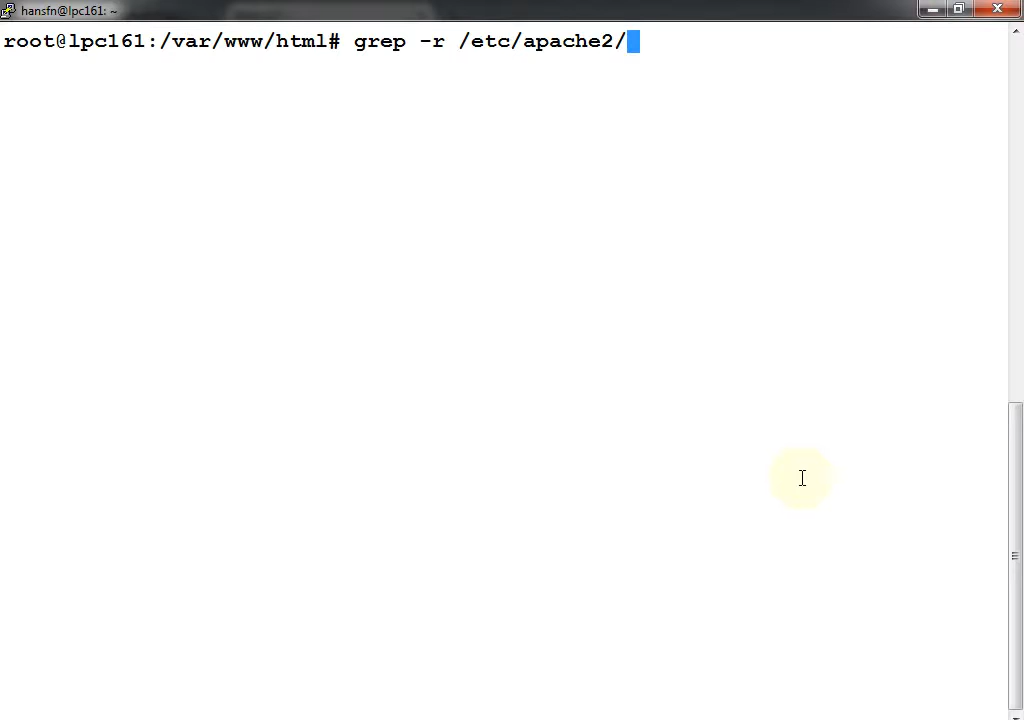 hansfn@lpc161: ~
root@lpc161:/var/www/html# grep -r /etc/apache2/